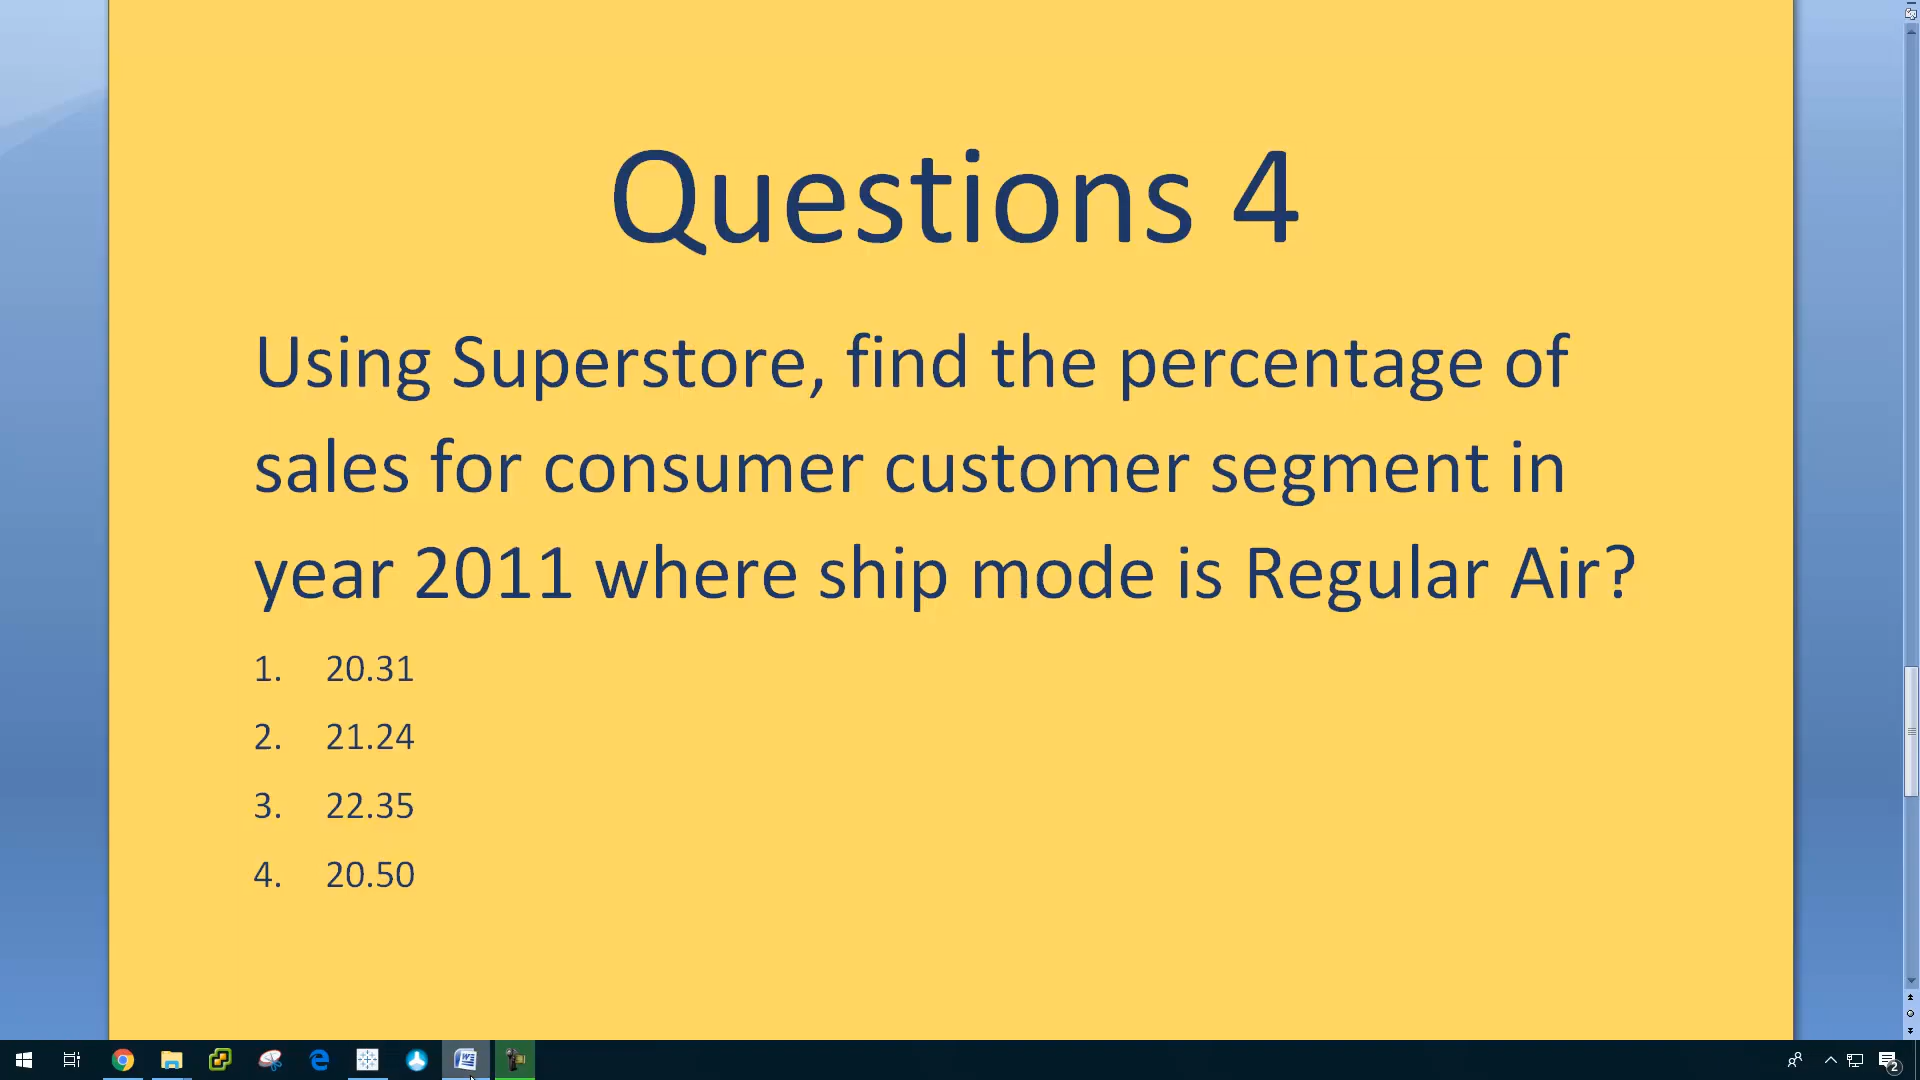 Questions 4
Using Superstore, find the percentage of
sales for consumer customer segment in
year 2011 where ship mode is Regular Air?
1. 20.31
2. 21.24
3. 22.35
4. 20.50
2